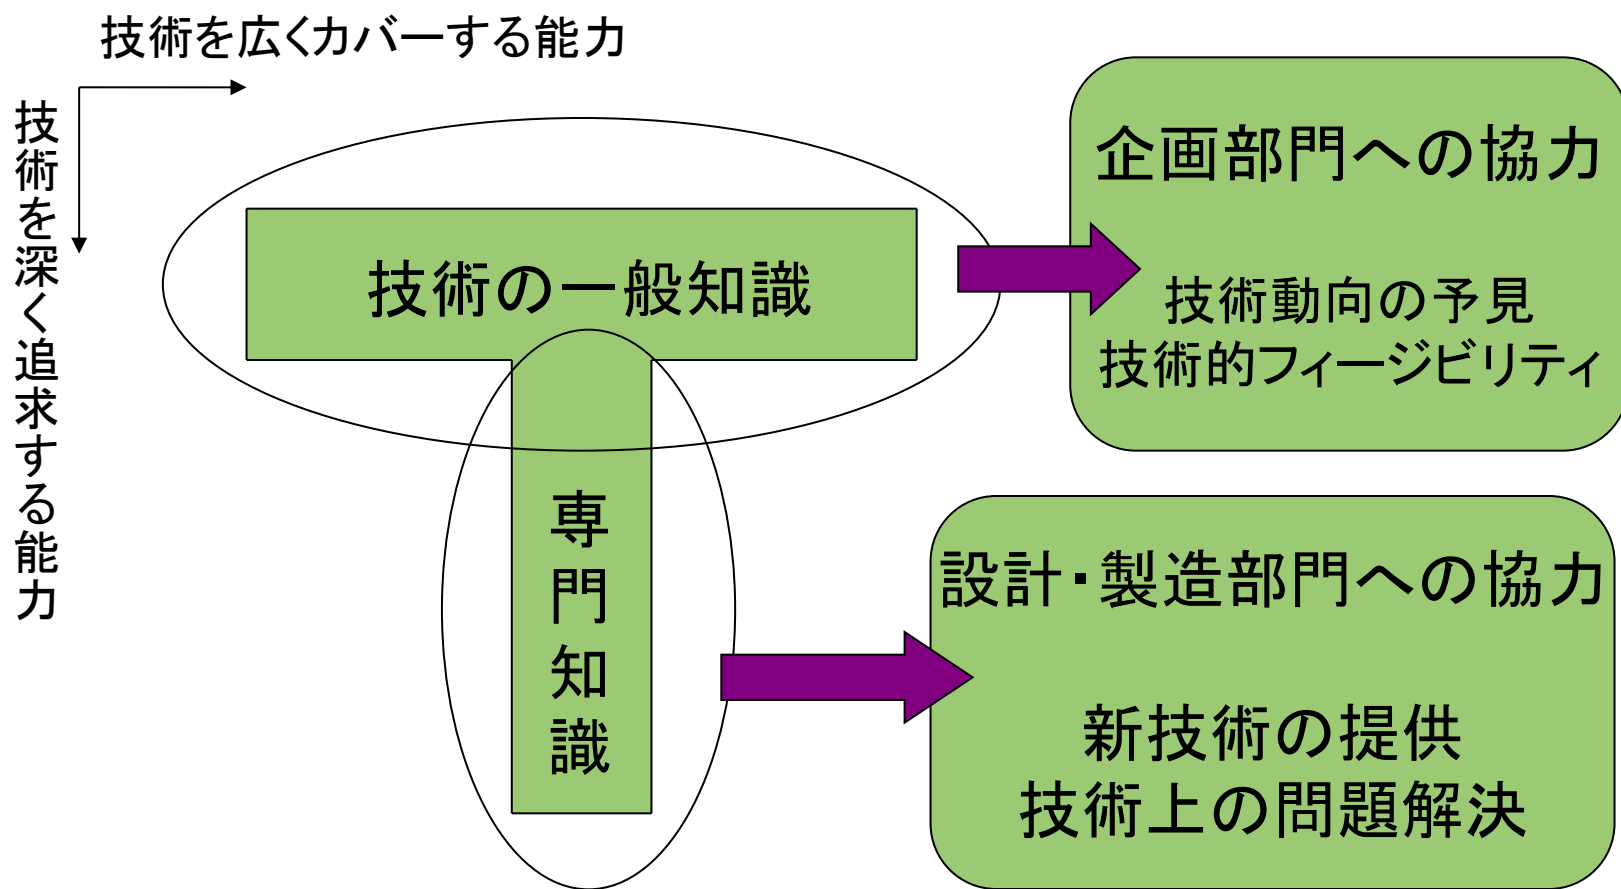 技術を広くカバーする能力
技術を深く追求する能力
技術の一般知識
専門知識
企画部門への協力
技術動向の予見
技術的フィージビリティ
設計・製造部門への協力
新技術の提供
技術上の問題解決